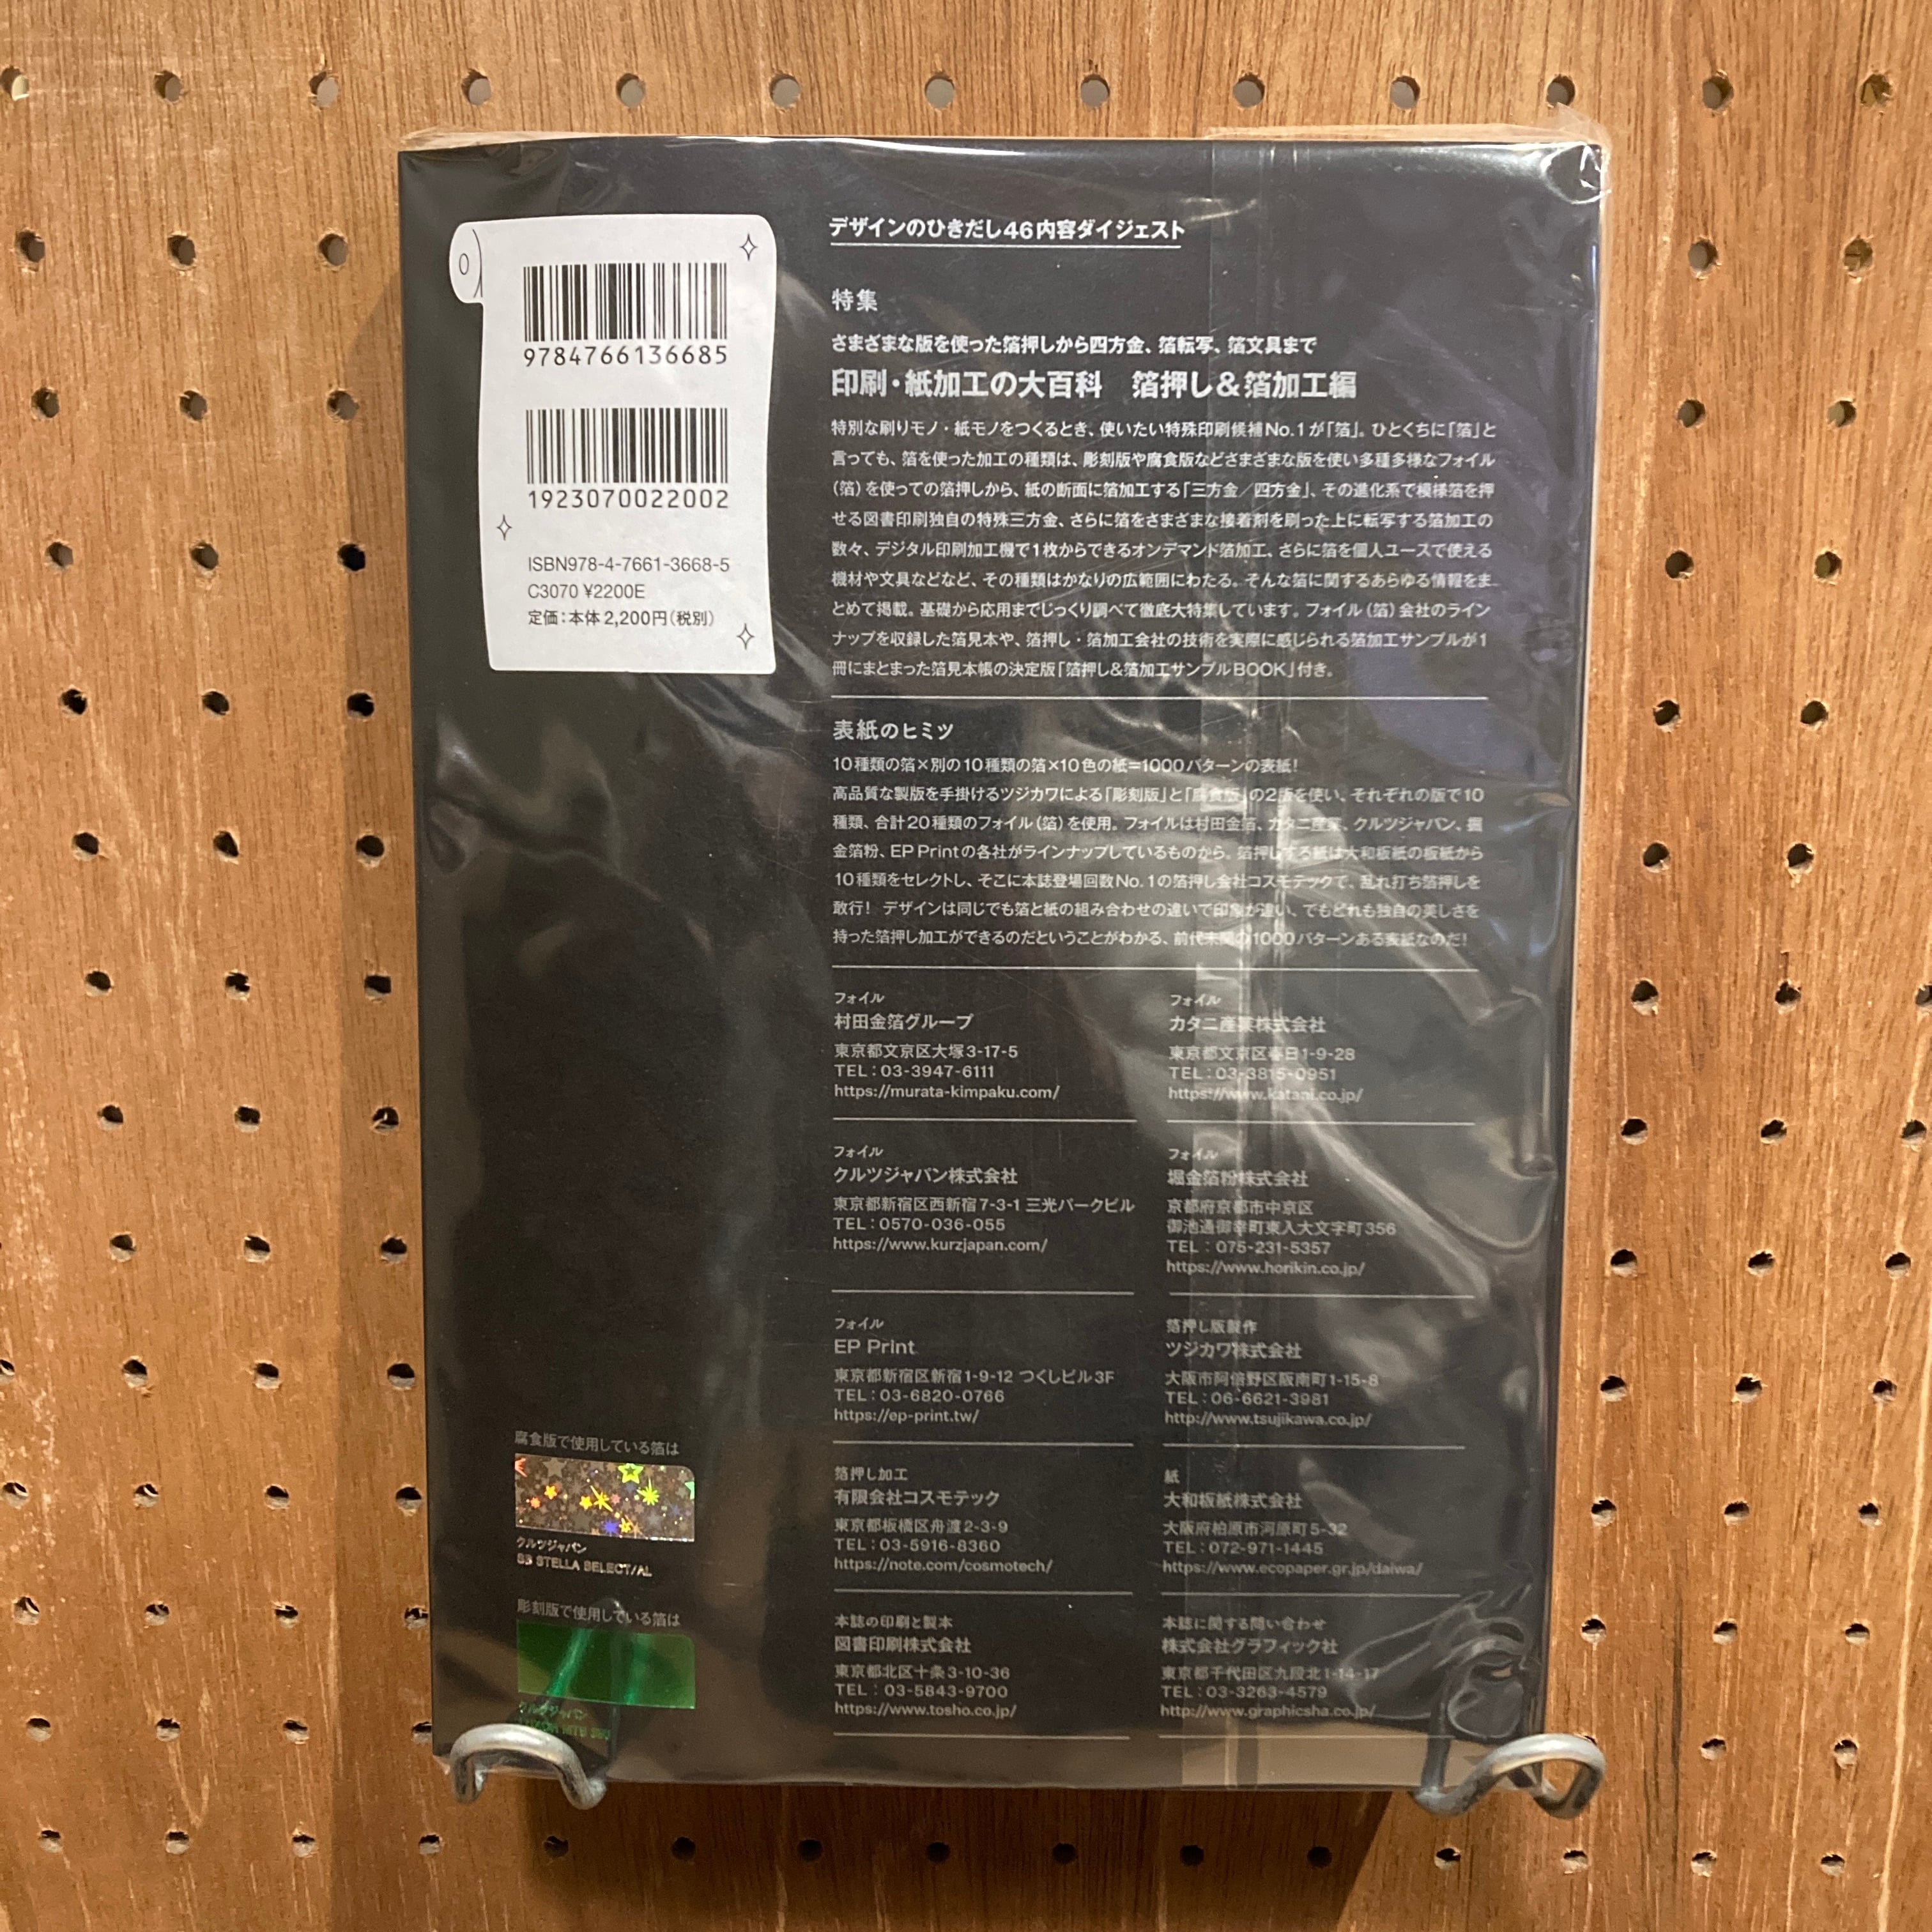 9784766136685
1923070022002
ISBN978-4-7661-3668-5
C3070 ¥2200E
定価：本体2,200円（税別）
デザインのひきだし46内容ダイジェスト
特集
さまざまな版を使った箔押しから四方金、箔転写、箔文具まで
印刷・紙加工の大百科 箔押し＆箔加工編
特別な刷りモノ・紙モノをつくるとき、使いたい特殊印刷候補No.1が「箔」。ひとくちに「箔」と
言っても、箔を使った加工の種類は、彫刻版や腐食版などさまざまな版を使い多種多様なフォイル
（箔）を使っての箔押しから、紙の断面に箔加工する「三方金／四方金」、その進化系で模様箔を押
せる図書印刷独自の特殊三方金、さらに箔をさまざまな接着剤を刷った上に転写する箔加工の
数々、デジタル印刷加工機で1枚からできるオンデマンド箔加工、さらに箔を個人ユースで使える
機材や文具などなど、その種類はかなりの広範囲にわたる。そんな箔に関するあらゆる情報をま
とめて掲載。基礎から応用までじっくり調べて徹底大特集しています。フォイル（箔）会社のライン
ナップを収録した箔見本や、箔押し・箔加工会社の技術を実際に感じられる箔加工サンプルが1
冊にまとまった箔見本帳の決定版「箔押し&箔加工サンプルBOOK」付き。
表紙のヒミツ
10種類の箔×別の10種類の箔×10色の紙=1000パターンの表紙！
高品質な製版を手掛けるツジカワによる「彫刻版」と「腐食版」の2版を使い、それぞれの版で10
種類、合計20種類のフォイル（箔）を使用。フォイルは村田金箔、カタニ産業、クルツジャパン、堀
金箔粉、EP Printの各社がラインナップしているものから。箔押しする紙は大和板紙の板紙から
10種類をセレクトし、そこに本誌登場回数No.1の箔押し会社コスモテックで、乱れ打ち箔押しを
敢行！ デザインは同じでも箔と紙の組み合わせの違いで印象が違い、でもどれも独自の美しさを
持った箔押し加工ができるのだということがわかる、前代未聞の1000パターンある表紙なのだ！
フォイル
村田金箔グループ
東京都文京区大塚3-17-5
TEL：03-3947-6111
https://murata-kimpaku.com/
フォイル
カタニ産業株式会社
東京都文京区春日1-9-28
TEL：03-3815-0951
https://www.katani.co.jp/
フォイル
クルツジャパン株式会社
東京都新宿区西新宿7-3-1 三光パークビル
TEL：0570-036-055
https://www.kurzjapan.com/
フォイル
堀金箔粉株式会社
京都府京都市中京区
御池通御幸町東入大文字町356
TEL：075-231-5357
https://www.horikin.co.jp/
フォイル
EP Print
東京都新宿区新宿1-9-12 つくしビル3F
TEL：03-6820-0766
https://ep-print.tw/
箔押し版製作
ツジカワ株式会社
大阪市阿倍野区阪南町1-15-8
TEL：06-6621-3981
http://www.tsujikawa.co.jp/
箔押し加工
有限会社コスモテック
東京都板橋区舟渡2-3-9
TEL：03-5916-8360
https://note.com/cosmotech/
紙
大和板紙株式会社
大阪府柏原市河原町5-32
TEL：072-971-1445
https://www.ecopaper.gr.jp/daiwa/
本誌の印刷と製本
図書印刷株式会社
東京都北区十条3-10-36
TEL：03-5843-9700
https://www.tosho.co.jp/
本誌に関する問い合わせ
株式会社グラフィック社
東京都千代田区九段北1-14-17
TEL：03-3263-4579
http://www.graphicsha.co.jp/
腐食版で使用している箔は
クルツジャパン
SB STELLA SELECT/AL
彫刻版で使用している箔は
クルツジャパン